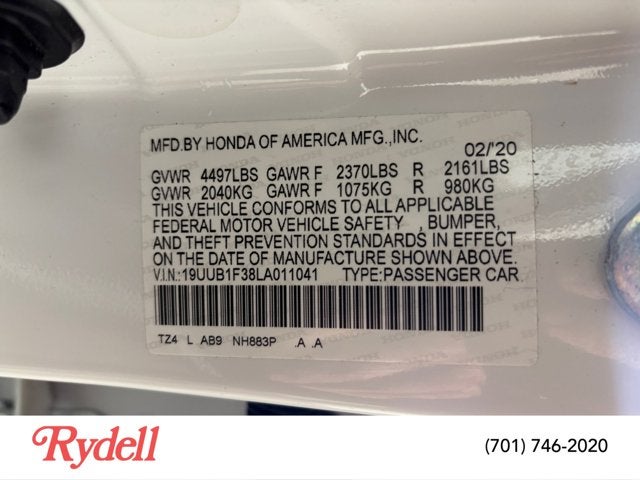 MFD.BY HONDA OF AMERICA MFG.,INC. 02/'20
GVWR 4497LBS GAWR F 2370LBS R 2161LBS
GVWR 2040KG GAWR F 1075KG R 980KG
THIS VEHICLE CONFORMS TO ALL APPLICABLE
FEDERAL MOTOR VEHICLE SAFETY , BUMPER,
AND THEFT PREVENTION STANDARDS IN EFFECT
ON THE DATE OF MANUFACTURE SHOWN ABOVE.
V.I.N.:19UUB1F38LA011041 TYPE:PASSENGER CAR
TZ4 L AB9 NH883P .A .A
Rydell
(701) 746-2020